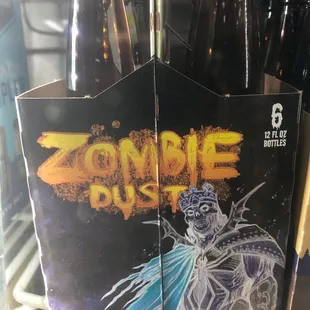 ZOMBIE
DUST
6
12 FL OZ
BOTTLES